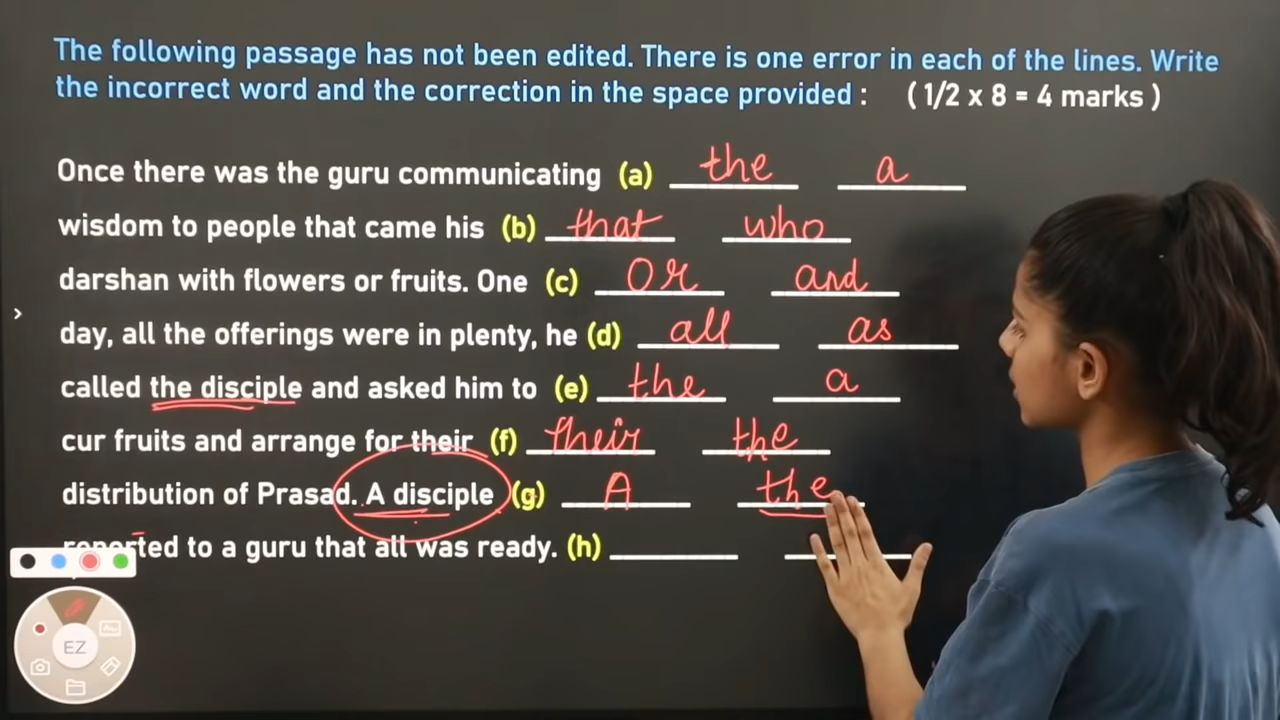 The following passage has not been edited. There is one error in each of the lines. Write
the incorrect word and the correction in the space provided : ( 1/2 x 8 = 4 marks )
Once there was the guru communicating (a) the a
wisdom to people that came his (b) that who
darshan with flowers or fruits. One (c) or and
day, all the offerings were in plenty, he (d) all as
called the disciple and asked him to (e) the a
cur fruits and arrange for their (f) their the
distribution of Prasad. A disciple (g) A the
reported to a guru that all was ready. (h)
EZ